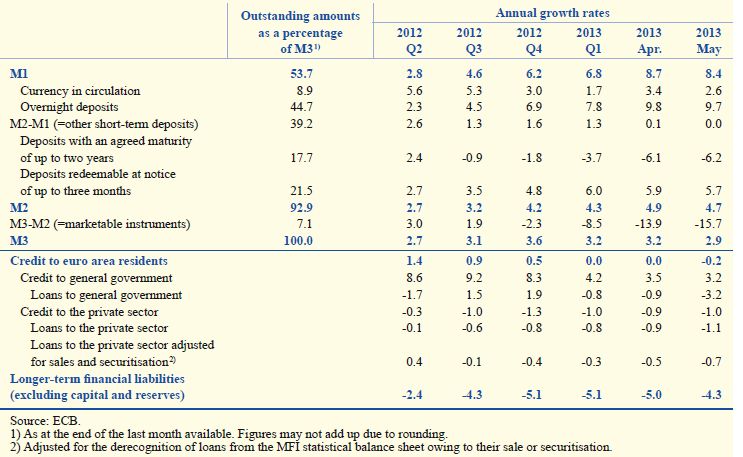 Outstanding amounts Annual growth rates
as a percentage 2012 2012 2012 2013 2013 2013
of M3¹⁾ Q2 Q3 Q4 Q1 Apr. May
M1 53.7 2.8 4.6 6.2 6.8 8.7 8.4
Currency in circulation 8.9 5.6 5.3 3.0 1.7 3.4 2.6
Overnight deposits 44.7 2.3 4.5 6.9 7.8 9.8 9.7
M2-M1 (=other short-term deposits) 39.2 2.6 1.3 1.6 1.3 0.1 0.0
Deposits with an agreed maturity
of up to two years 17.7 2.4 -0.9 -1.8 -3.7 -6.1 -6.2
Deposits redeemable at notice
of up to three months 21.5 2.7 3.5 4.8 6.0 5.9 5.7
M2 92.9 2.7 3.2 4.2 4.3 4.9 4.7
M3-M2 (=marketable instruments) 7.1 3.0 1.9 -2.3 -8.5 -13.9 -15.7
M3 100.0 2.7 3.1 3.6 3.2 3.2 2.9
Credit to euro area residents 1.4 0.9 0.5 0.0 0.0 -0.2
Credit to general government 8.6 9.2 8.3 4.2 3.5 3.2
Loans to general government -1.7 1.5 1.9 -0.8 -0.9 -3.2
Credit to the private sector -0.3 -1.0 -1.3 -1.0 -0.9 -1.0
Loans to the private sector -0.1 -0.6 -0.8 -0.8 -0.9 -1.1
Loans to the private sector adjusted
for sales and securitisation²⁾ 0.4 -0.1 -0.4 -0.3 -0.5 -0.7
Longer-term financial liabilities
(excluding capital and reserves) -2.4 -4.3 -5.1 -5.1 -5.0 -4.3
Source: ECB.
1) As at the end of the last month available. Figures may not add up due to rounding.
2) Adjusted for the derecognition of loans from the MFI statistical balance sheet owing to their sale or securitisation.